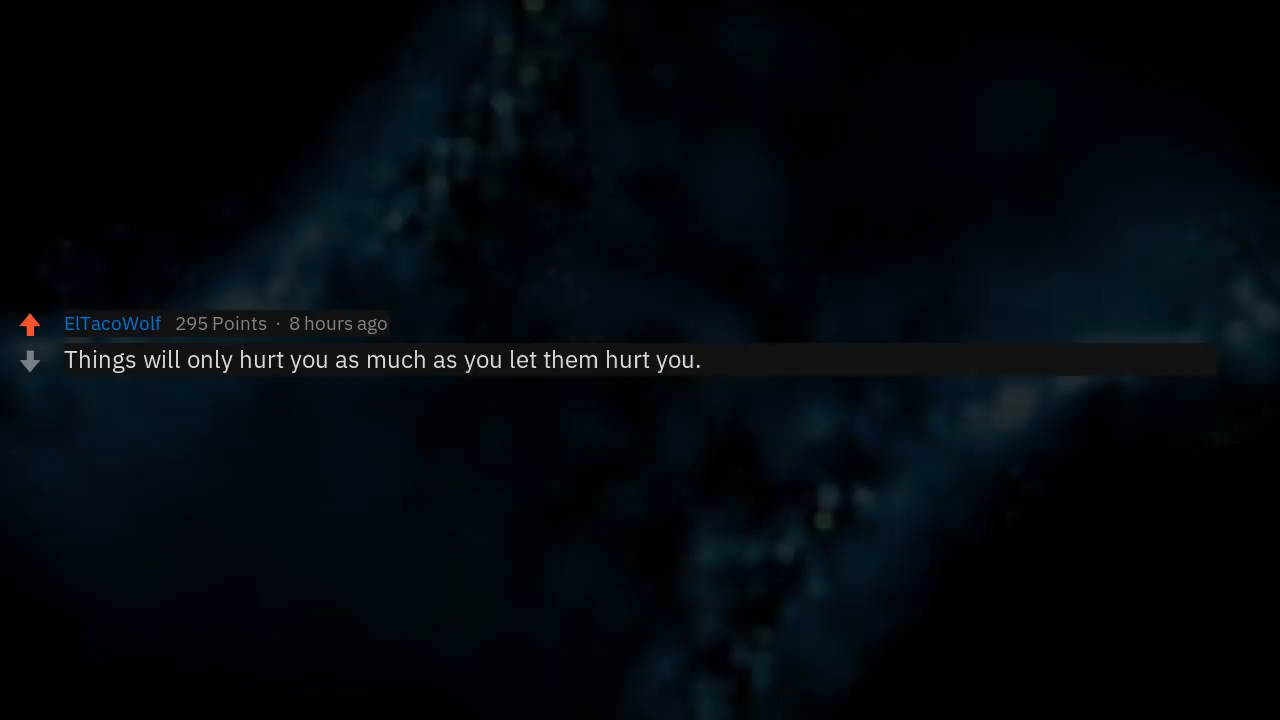 ElTacoWolf 295 Points · 8 hours ago
Things will only hurt you as much as you let them hurt you.